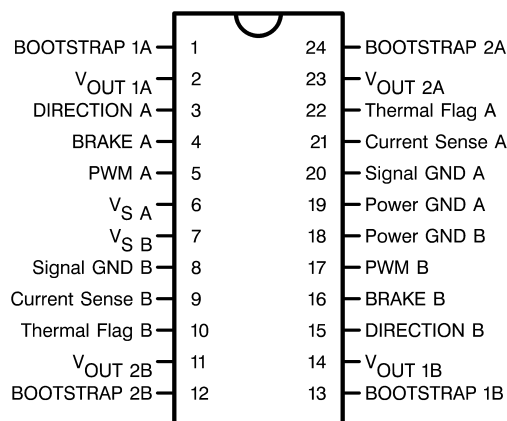 BOOTSTRAP 1A 1 24 BOOTSTRAP 2A
VOUT 1A 2 23 VOUT 2A
DIRECTION A 3 22 Thermal Flag A
BRAKE A 4 21 Current Sense A
PWM A 5 20 Signal GND A
VS A 6 19 Power GND A
VS B 7 18 Power GND B
Signal GND B 8 17 PWM B
Current Sense B 9 16 BRAKE B
Thermal Flag B 10 15 DIRECTION B
VOUT 2B 11 14 VOUT 1B
BOOTSTRAP 2B 12 13 BOOTSTRAP 1B